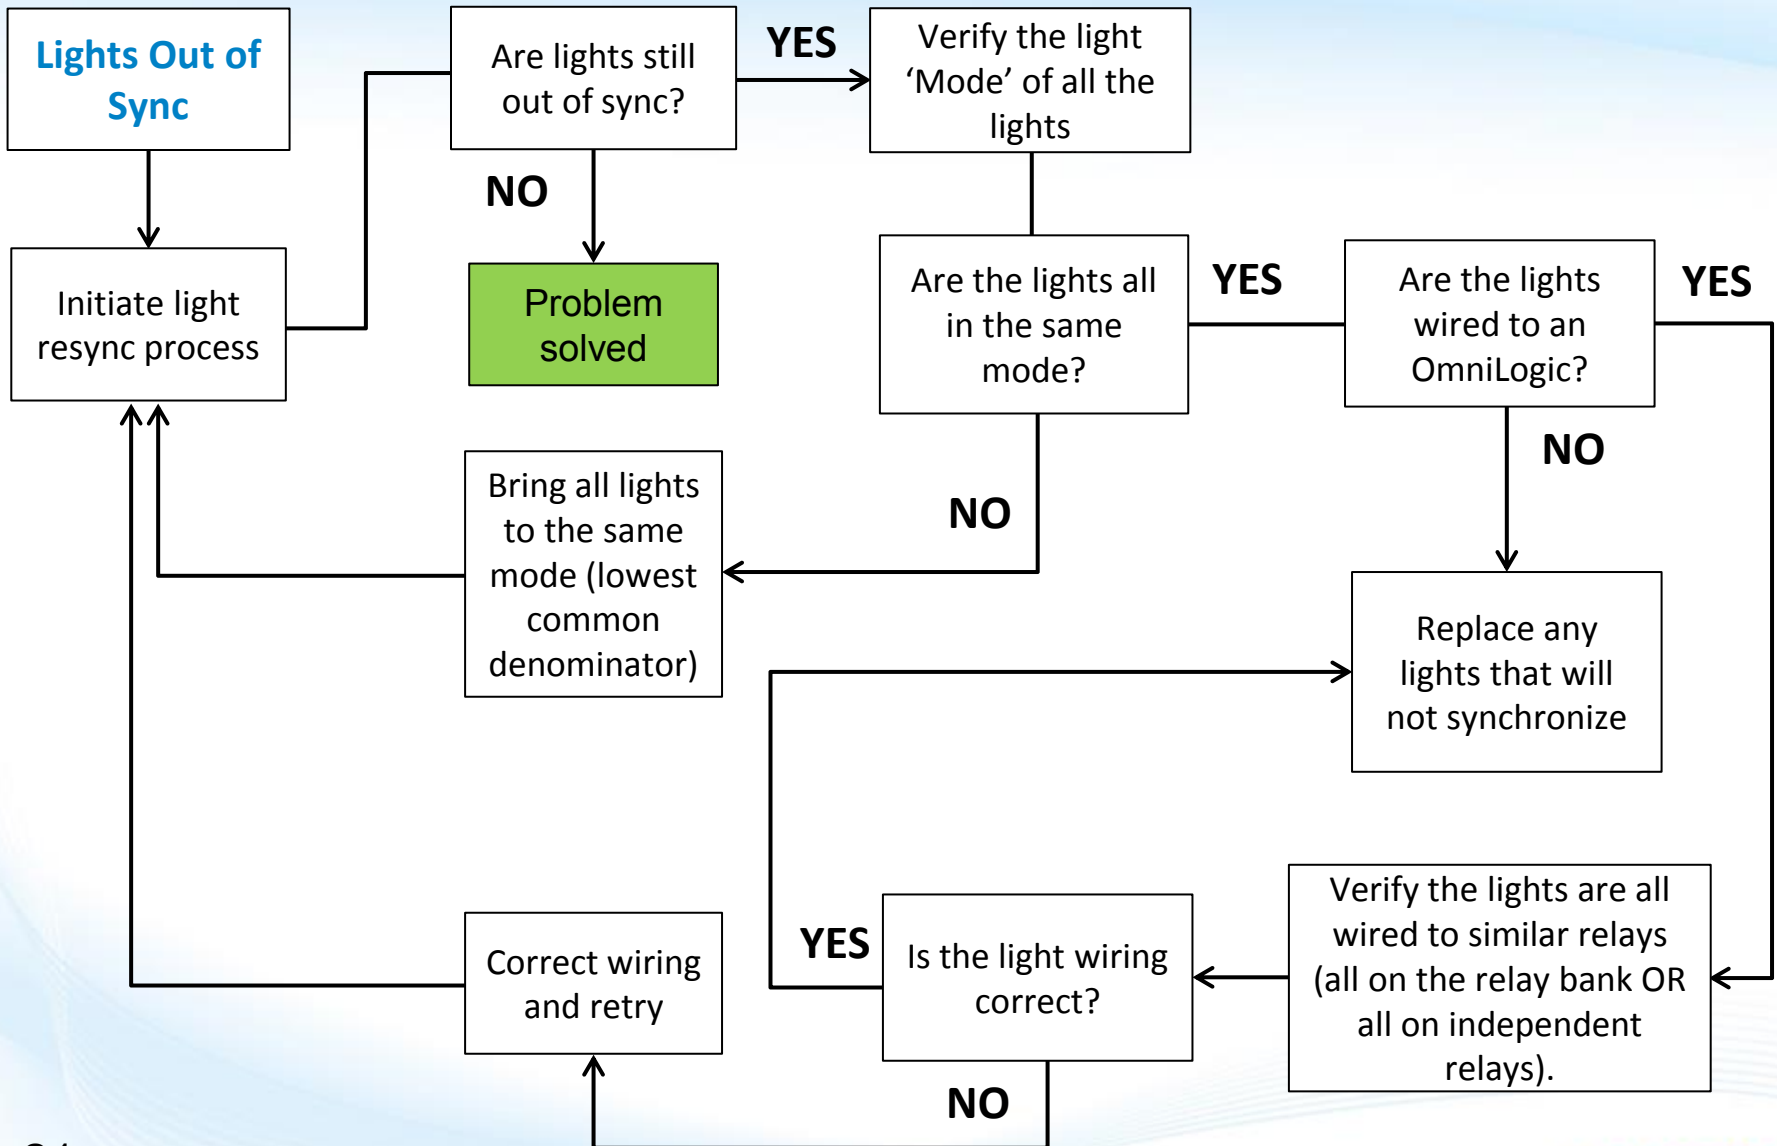 Lights Out of
Sync
Are lights still
out of sync?
YES
Verify the light
‘Mode’ of all the
lights
NO
Initiate light
resync process
Problem
solved
Are the lights all
in the same
mode?
YES
Are the lights
wired to an
OmniLogic?
YES
NO
Bring all lights
to the same
mode (lowest
common
denominator)
NO
Replace any
lights that will
not synchronize
Correct wiring
and retry
YES
Is the light wiring
correct?
Verify the lights are all
wired to similar relays
(all on the relay bank OR
all on independent
relays).
NO